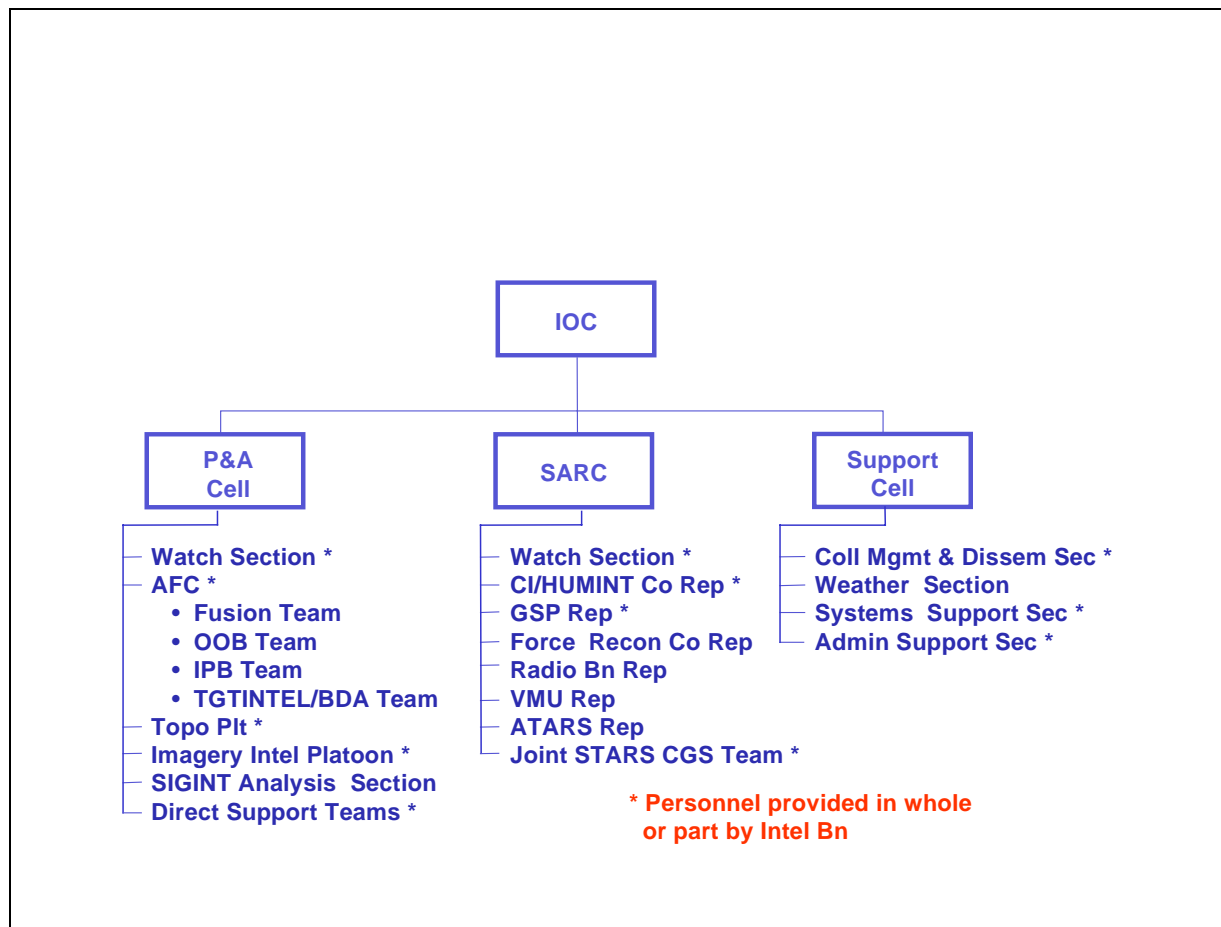 IOC
P&A
Cell
SARC
Support
Cell
Watch Section *
AFC *
• Fusion Team
• OOB Team
• IPB Team
• TGTINTEL/BDA Team
Topo Plt *
Imagery Intel Platoon *
SIGINT Analysis Section
Direct Support Teams *
Watch Section *
CI/HUMINT Co Rep *
GSP Rep *
Force Recon Co Rep
Radio Bn Rep
VMU Rep
ATARS Rep
Joint STARS CGS Team *
Coll Mgmt & Dissem Sec *
Weather Section
Systems Support Sec *
Admin Support Sec *
* Personnel provided in whole
or part by Intel Bn